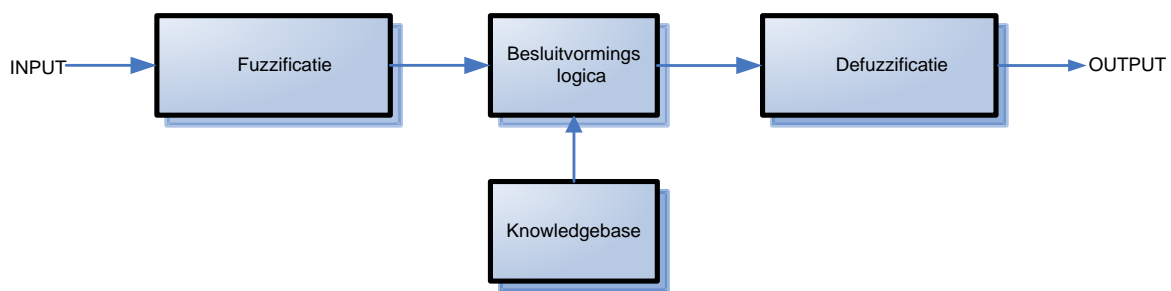 INPUT
Fuzzificatie
Besluitvormings
logica
Defuzzificatie
OUTPUT
Knowledgebase